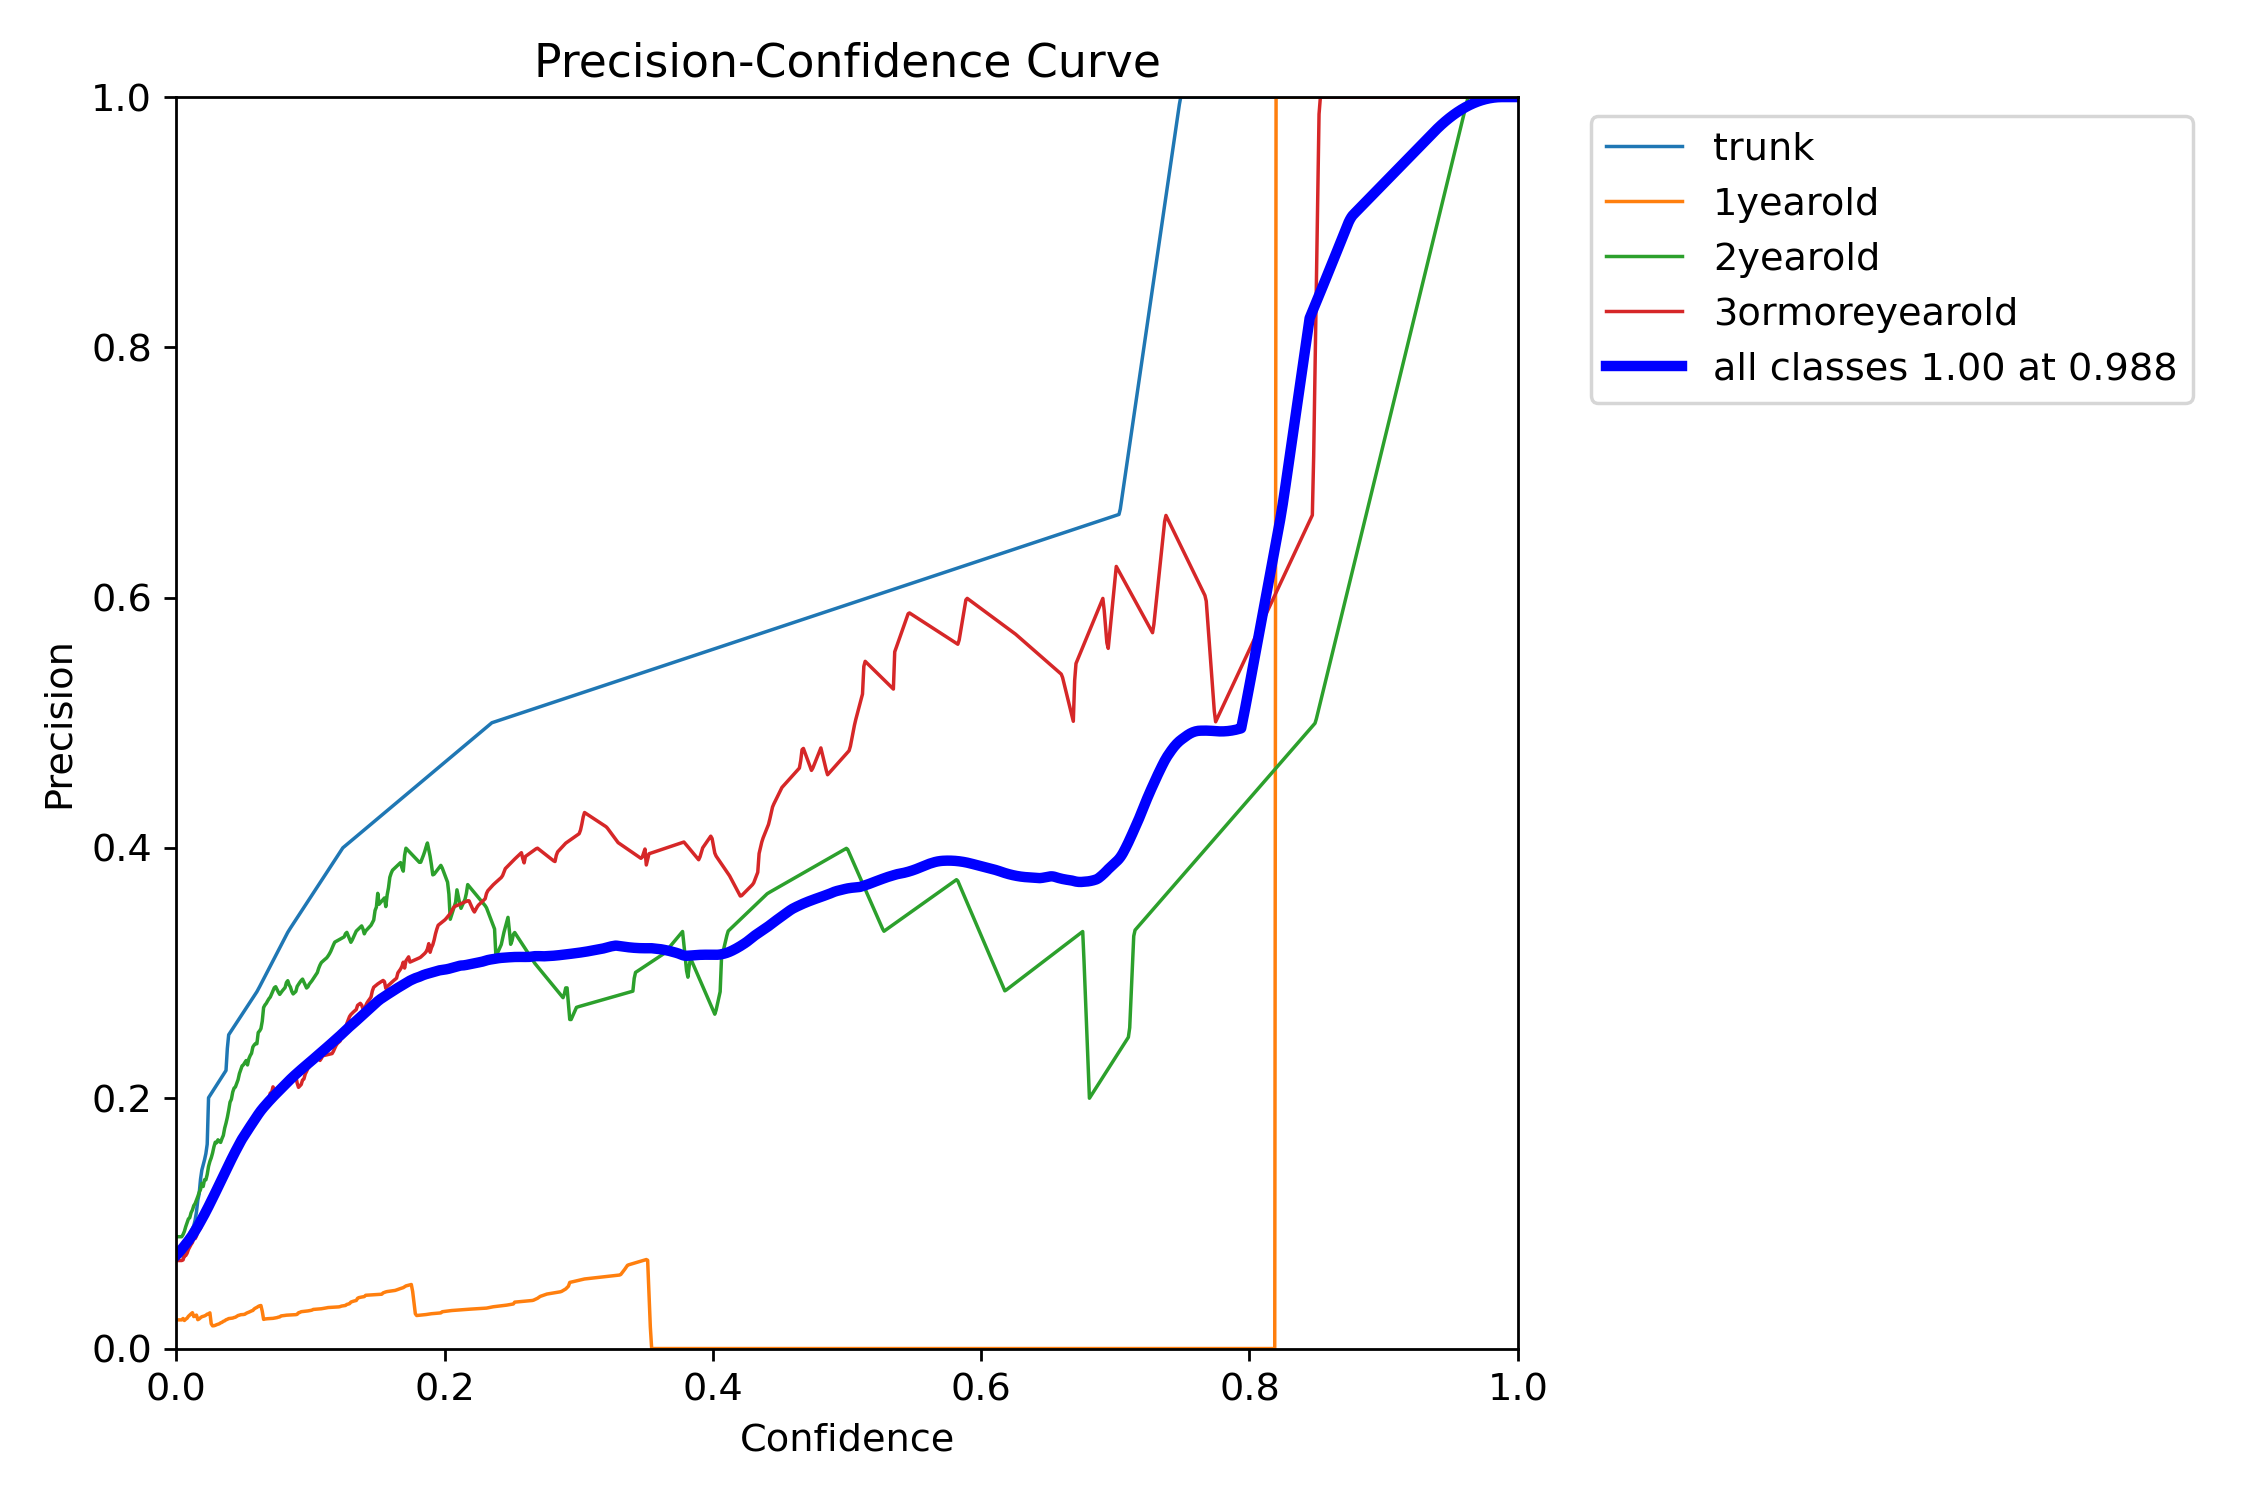 Precision-Confidence Curve
1.0
0.8
0.6
0.4
0.2
0.0
Precision
0.0 0.2 0.4 0.6 0.8 1.0
Confidence
trunk
1yearold
2yearold
3ormoreyearold
all classes 1.00 at 0.988